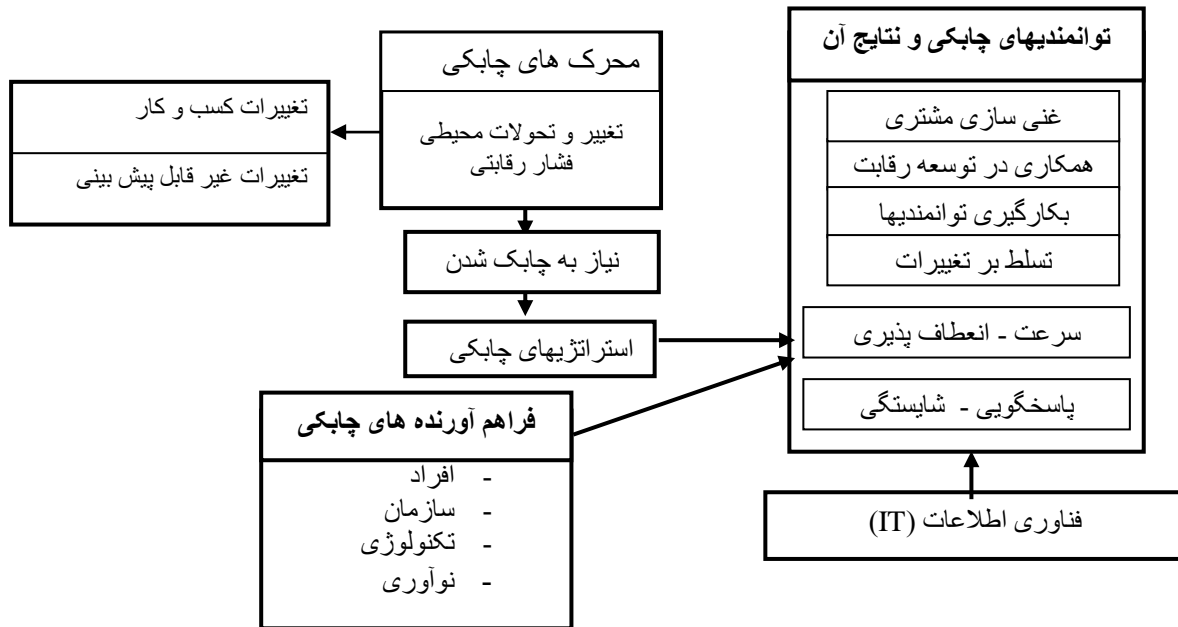 توانمندیهای چابکی و نتایج آن
غنی سازی مشتری
همکاری در توسعه رقابت
بکارگیری توانمندیها
تسلط بر تغییرات
سرعت - انعطاف پذیری
پاسخگویی - شایستگی
فناوری اطلاعات (IT)
محرک های چابکی
تغییر و تحولات محیطی
فشار رقابتی
نیاز به چابک شدن
استراتژیهای چابکی
فراهم آورنده های چابکی
- افراد
- سازمان
- تکنولوژی
- نوآوری
تغییرات کسب و کار
تغییرات غیر قابل پیش بینی